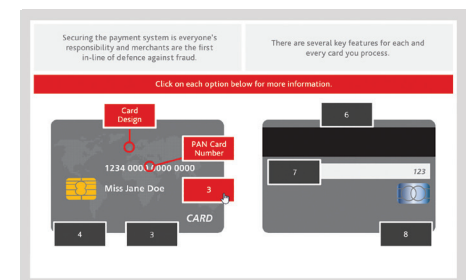 Securing the payment system is everyone's
responsibility and merchants are the first
in-line of defence against fraud.
There are several key features for each and
every card you process.
Click on each option below for more information.
Card
Design
PAN Card
Number
1234 000 000 0000
Miss Jane Doe
3
CARD
4
3
6
7
123
8